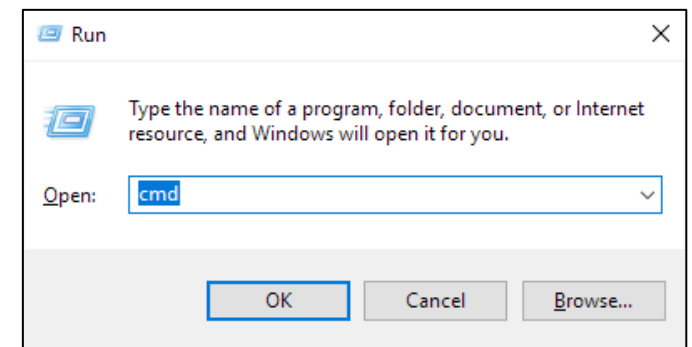 Run
Type the name of a program, folder, document, or Internet
resource, and Windows will open it for you.
Open: cmd
OK Cancel Browse...